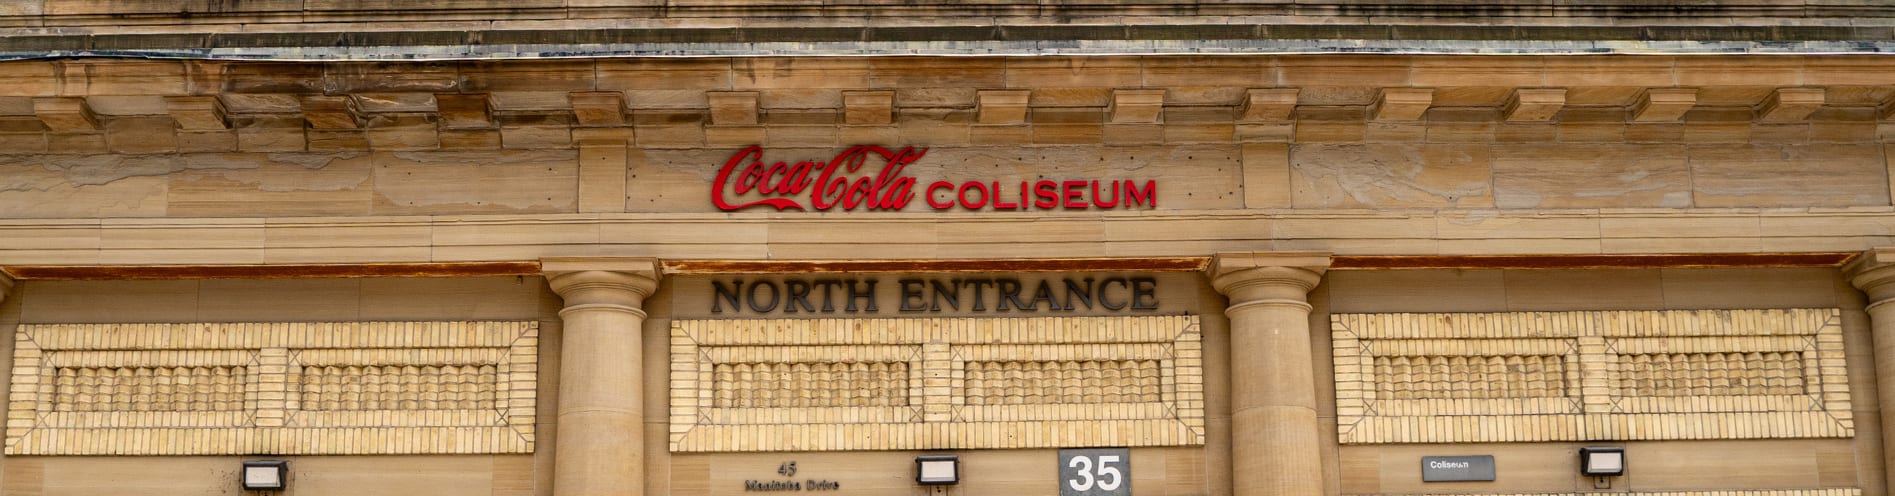 Coca-Cola COLISEUM
NORTH ENTRANCE
45
Manitoba Drive
35
Coliseum